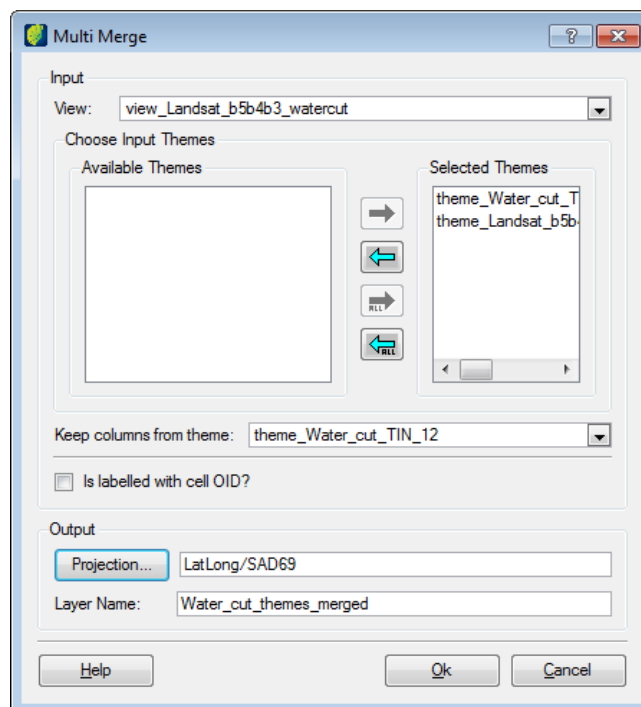 Multi Merge
Input
View: view_Landsat_b5b4b3_watercut
Choose Input Themes
Available Themes
Selected Themes
theme_Water_cut_T
theme_Landsat_b5b4
ALL
ALL
Keep columns from theme: theme_Water_cut_TIN_12
Is labelled with cell OID?
Output
Projection... LatLong/SAD69
Layer Name: Water_cut_themes_merged
Help Ok Cancel